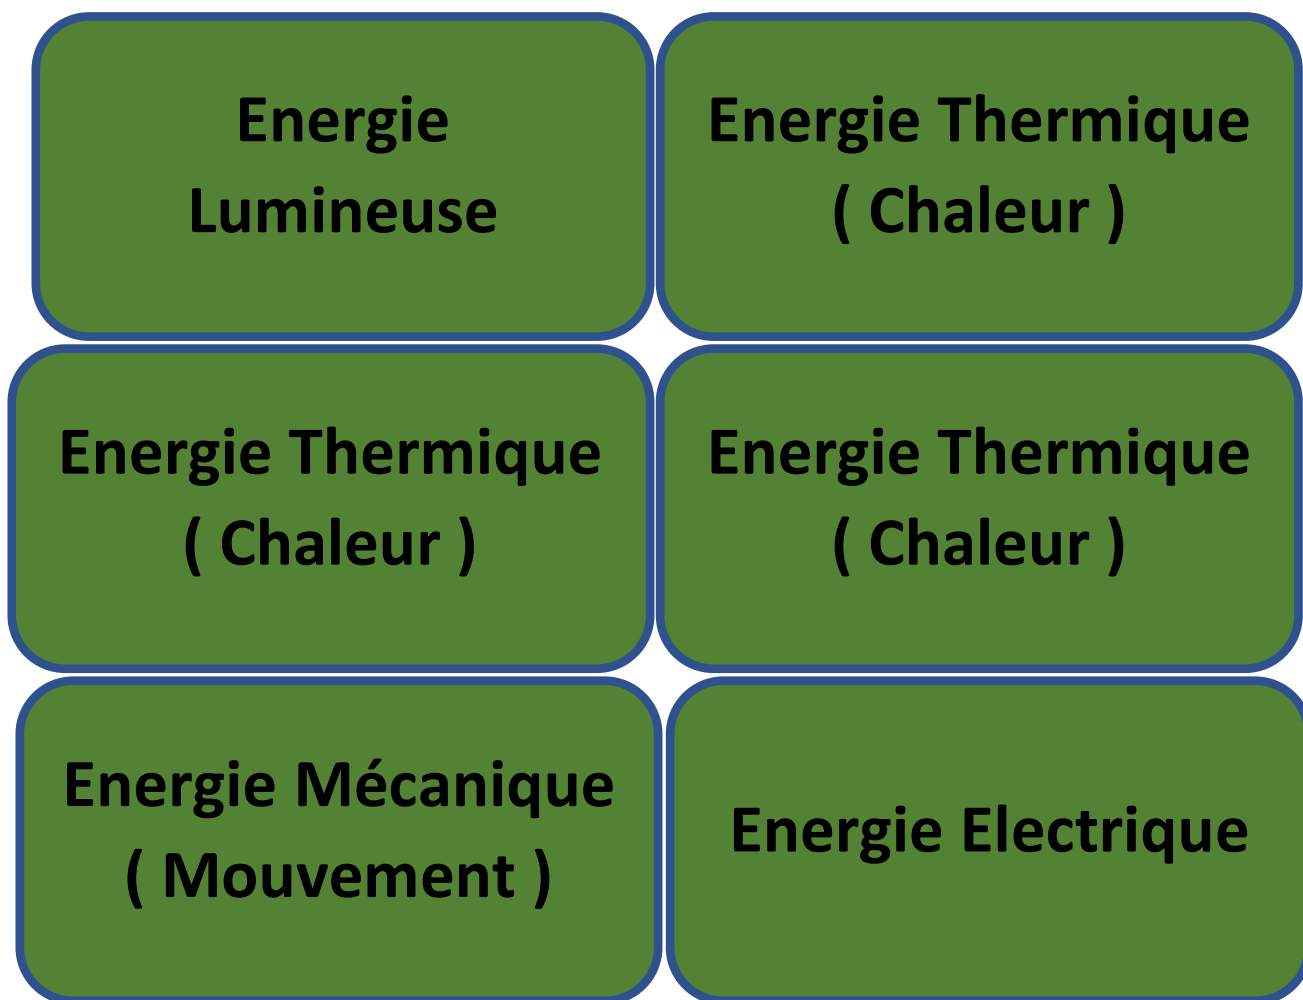 Energie
Lumineuse
Energie Thermique
( Chaleur )
Energie Thermique
( Chaleur )
Energie Thermique
( Chaleur )
Energie Mécanique
( Mouvement )
Energie Electrique